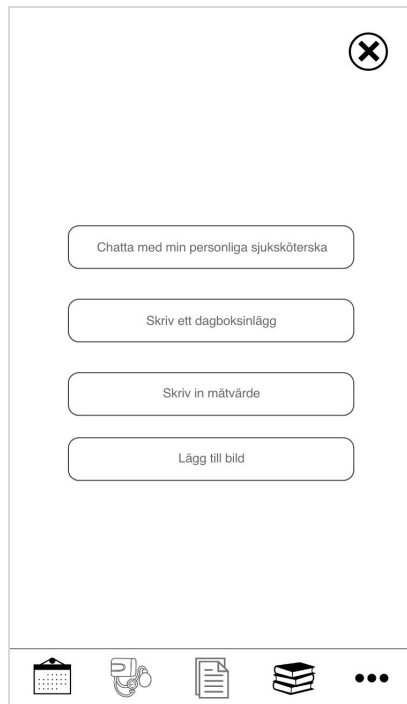 Chatta med min personliga sjuksköterska
Skriv ett dagboksinlägg
Skriv in mätvärde
Lägg till bild